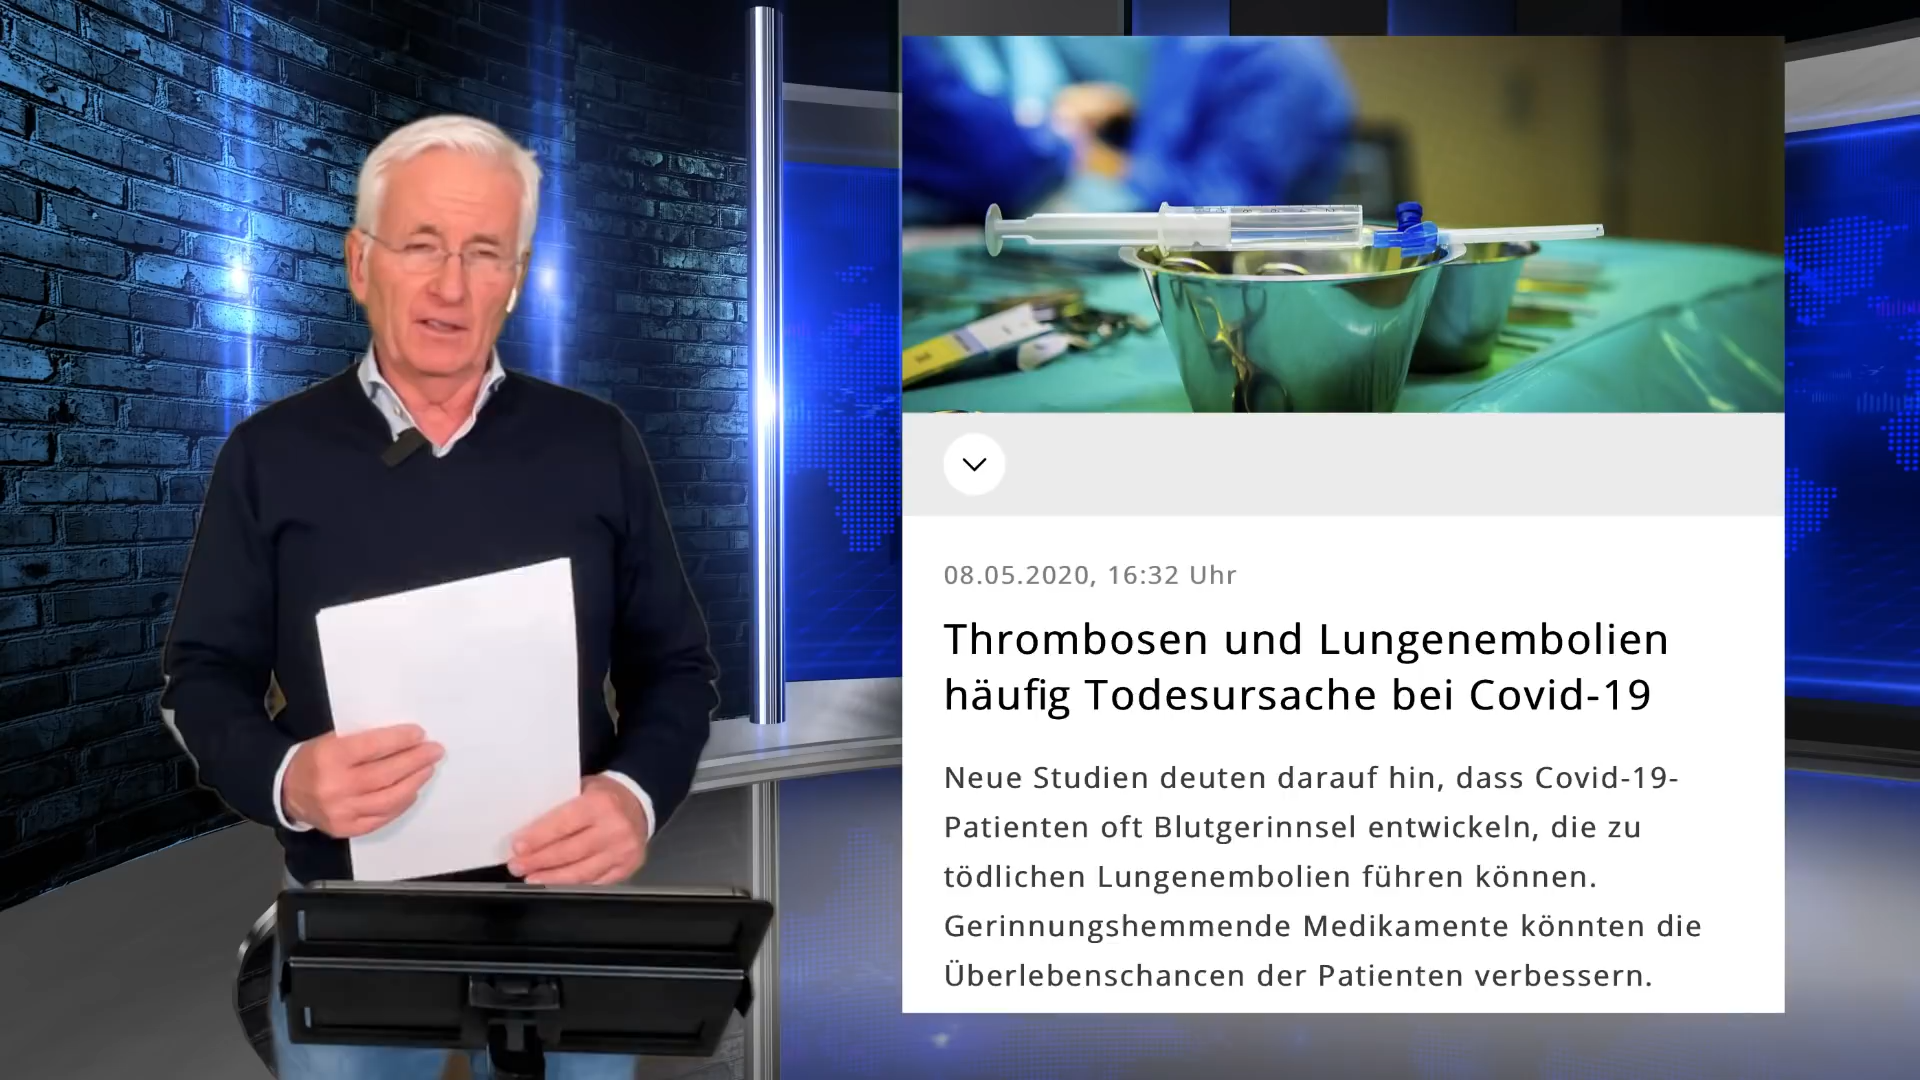 08.05.2020, 16:32 Uhr
Thrombosen und Lungenembolien
häufig Todesursache bei Covid-19
Neue Studien deuten darauf hin, dass Covid-19-
Patienten oft Blutgerinnsel entwickeln, die zu
tödlichen Lungenembolien führen können.
Gerinnungshemmende Medikamente könnten die
Überlebenschancen der Patienten verbessern.